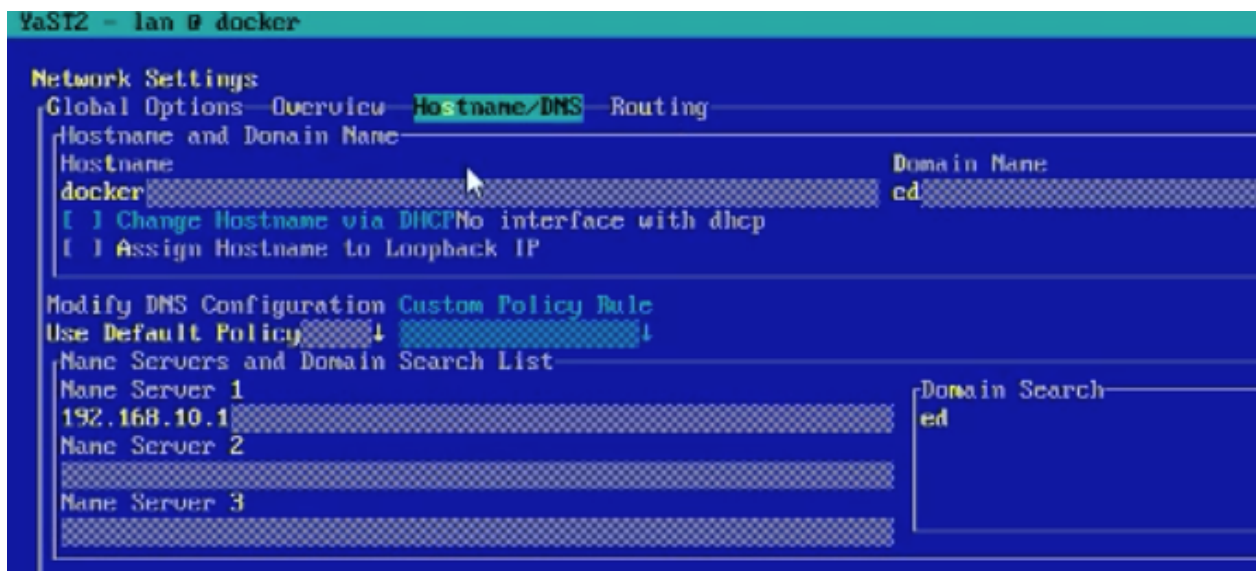 YaST2 - lan @ docker
Network Settings
Global Options Overview Hostname/DNS Routing
Hostname and Domain Name
Hostname Domain Name
docker ed
[ ] Change Hostname via DHCPNo interface with dhcp
[ ] Assign Hostname to Loopback IP
Modify DNS Configuration Custom Policy Rule
Use Default Policy↓ ↓
Name Servers and Domain Search List
Name Server 1 Domain Search
192.168.10.1 ed
Name Server 2
Name Server 3